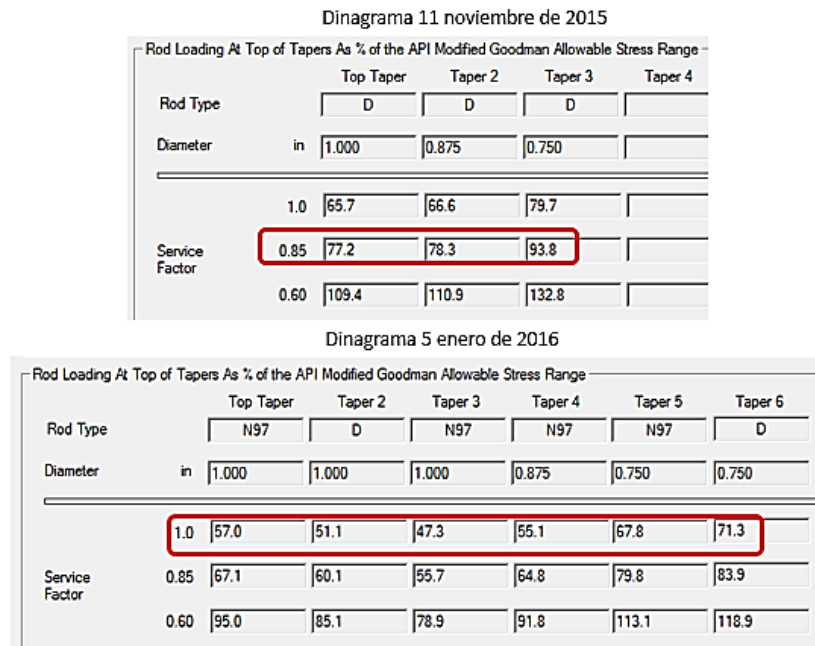 Dinagrama 11 noviembre de 2015
Rod Loading At Top of Tapers As % of the API Modified Goodman Allowable Stress Range
Top Taper Taper 2 Taper 3 Taper 4
Rod Type D D D
Diameter in 1.000 0.875 0.750
1.0 65.7 66.6 79.7
Service Factor 0.85 77.2 78.3 93.8
0.60 109.4 110.9 132.8
Dinagrama 5 enero de 2016
Rod Loading At Top of Tapers As % of the API Modified Goodman Allowable Stress Range
Top Taper Taper 2 Taper 3 Taper 4 Taper 5 Taper 6
Rod Type N97 D N97 N97 N97 D
Diameter in 1.000 1.000 1.000 0.875 0.750 0.750
1.0 57.0 51.1 47.3 55.1 67.8 71.3
Service Factor 0.85 67.1 60.1 55.7 64.8 79.8 83.9
0.60 95.0 85.1 78.9 91.8 113.1 118.9